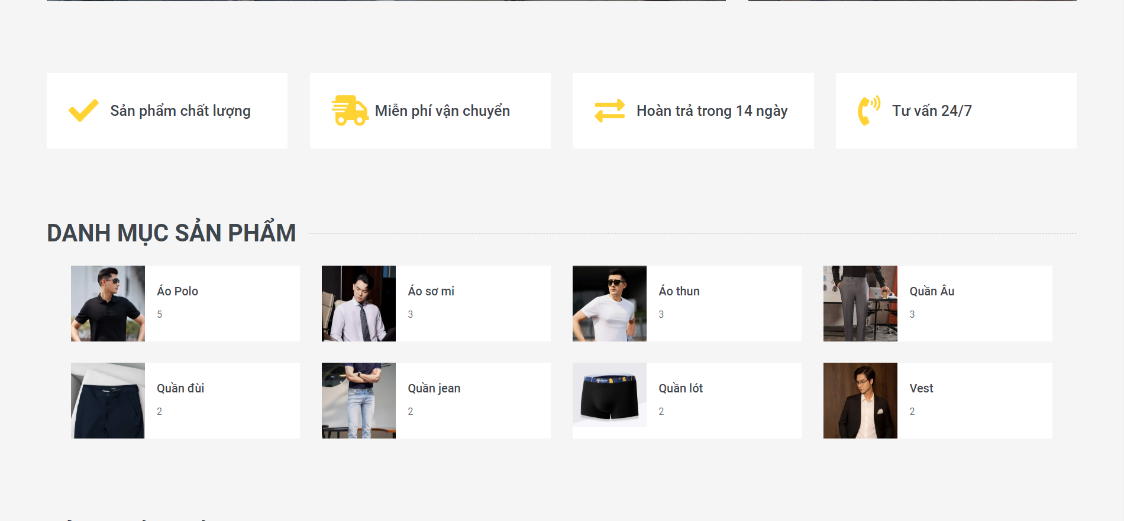 Sản phẩm chất lượng
Miễn phí vận chuyển
Hoàn trả trong 14 ngày
Tư vấn 24/7
DANH MỤC SẢN PHẨM
Áo Polo
5
Áo sơ mi
3
Áo thun
3
Quần Âu
3
Quần đùi
2
Quần jean
2
Quần lót
2
Vest
2